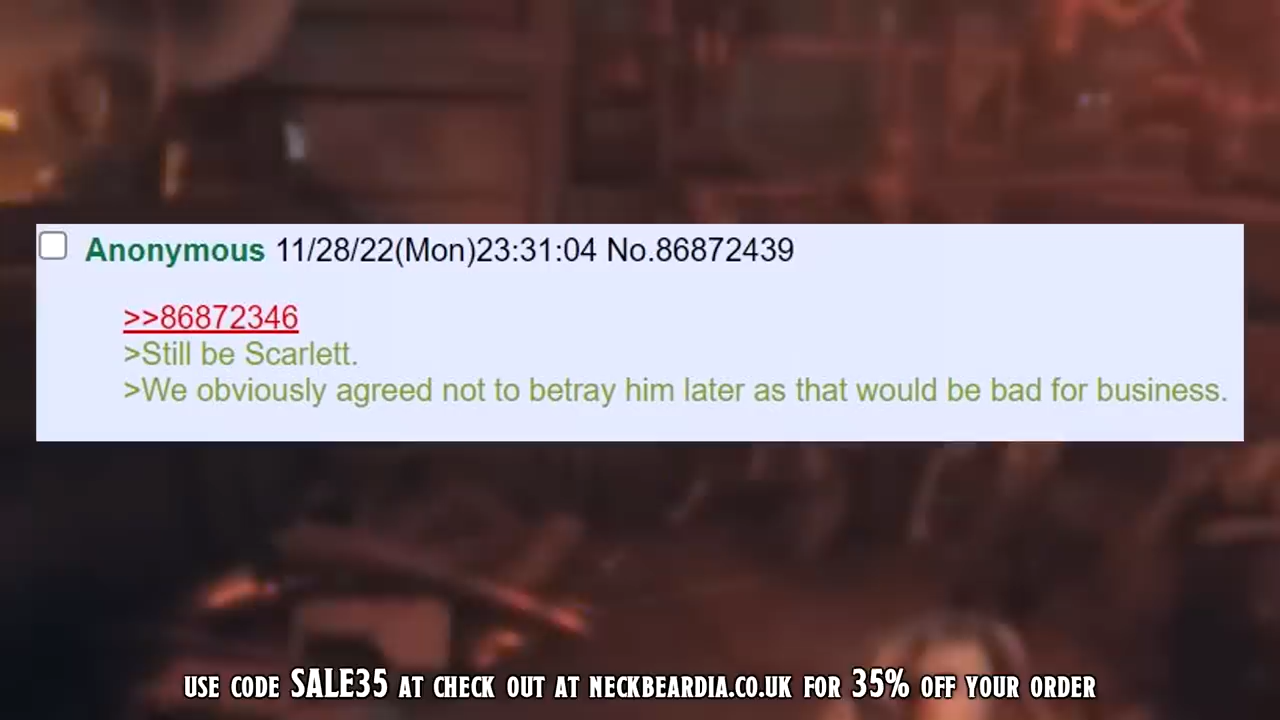 Anonymous 11/28/22(Mon)23:31:04 No.86872439
>>86872346
>Still be Scarlett.
>We obviously agreed not to betray him later as that would be bad for business.
USE CODE SALE35 AT CHECK OUT AT NECKBEARDIA.CO.UK FOR 35% OFF YOUR ORDER